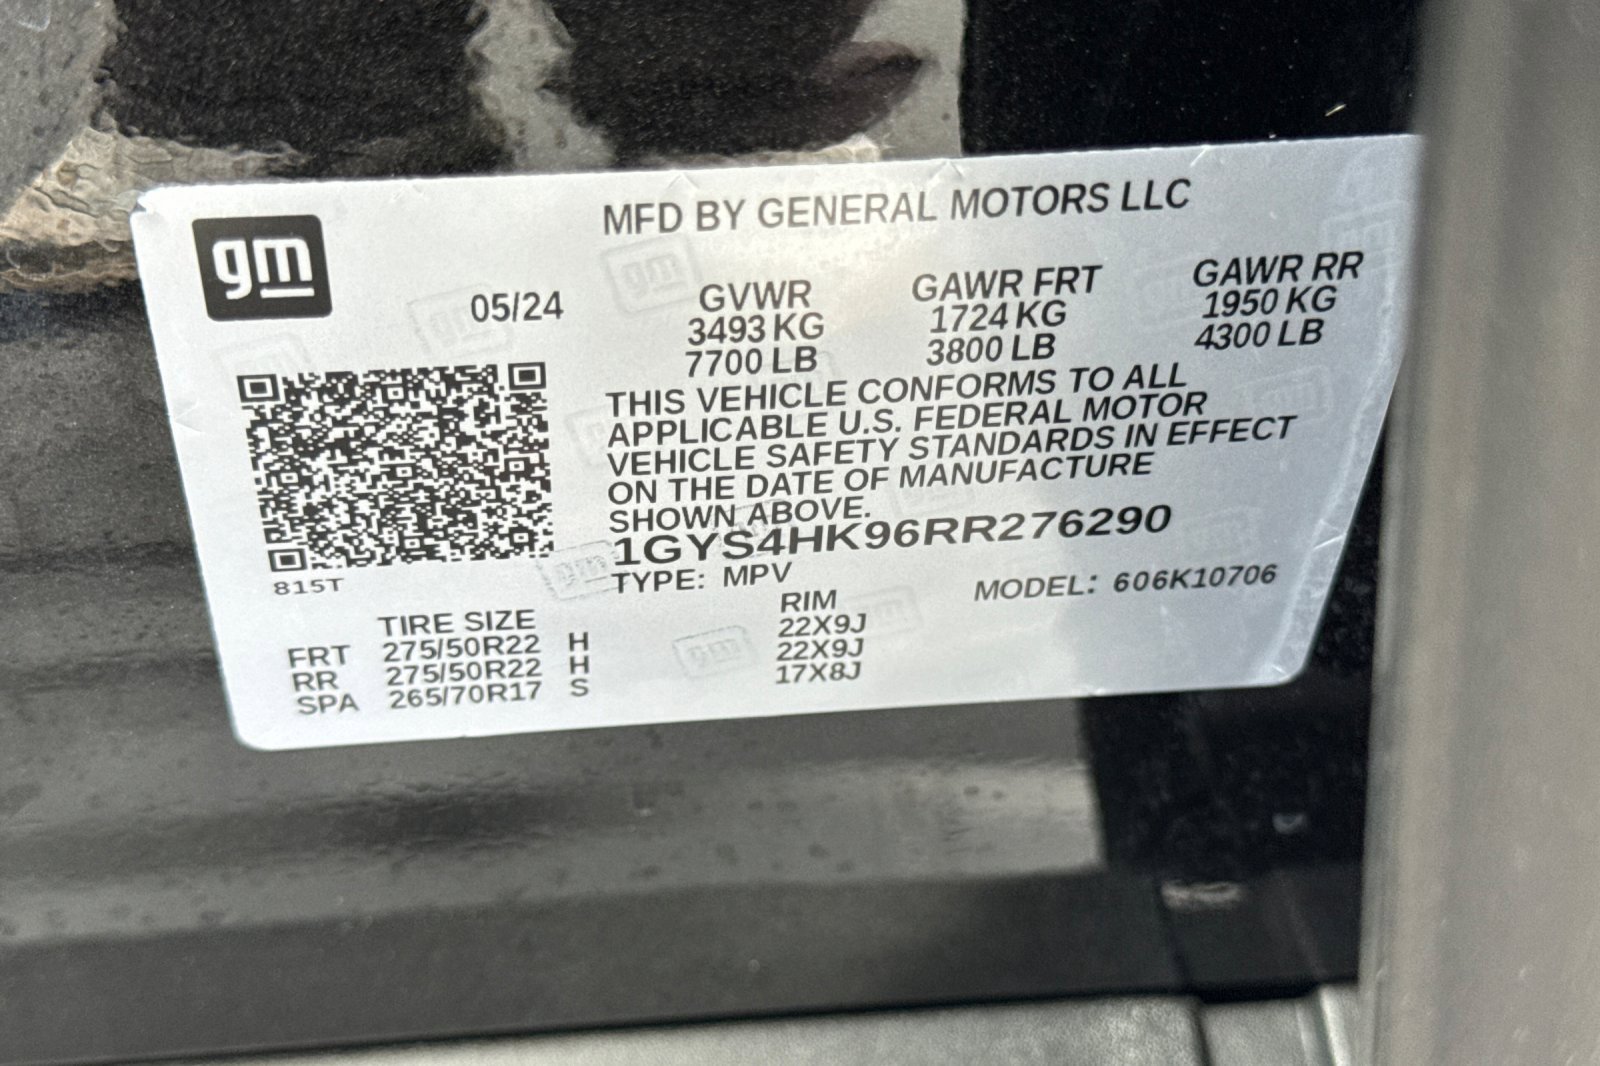 gm
MFD BY GENERAL MOTORS LLC
05/24
GVWR GAWR FRT GAWR RR
3493 KG 1724 KG 1950 KG
7700 LB 3800 LB 4300 LB
THIS VEHICLE CONFORMS TO ALL
APPLICABLE U.S. FEDERAL MOTOR
VEHICLE SAFETY STANDARDS IN EFFECT
ON THE DATE OF MANUFACTURE
SHOWN ABOVE.
1GYS4HK96RR276290
815T
TYPE: MPV MODEL: 606K10706
TIRE SIZE RIM
FRT 275/50R22 H 22X9J
RR 275/50R22 H 22X9J
SPA 265/70R17 S 17X8J